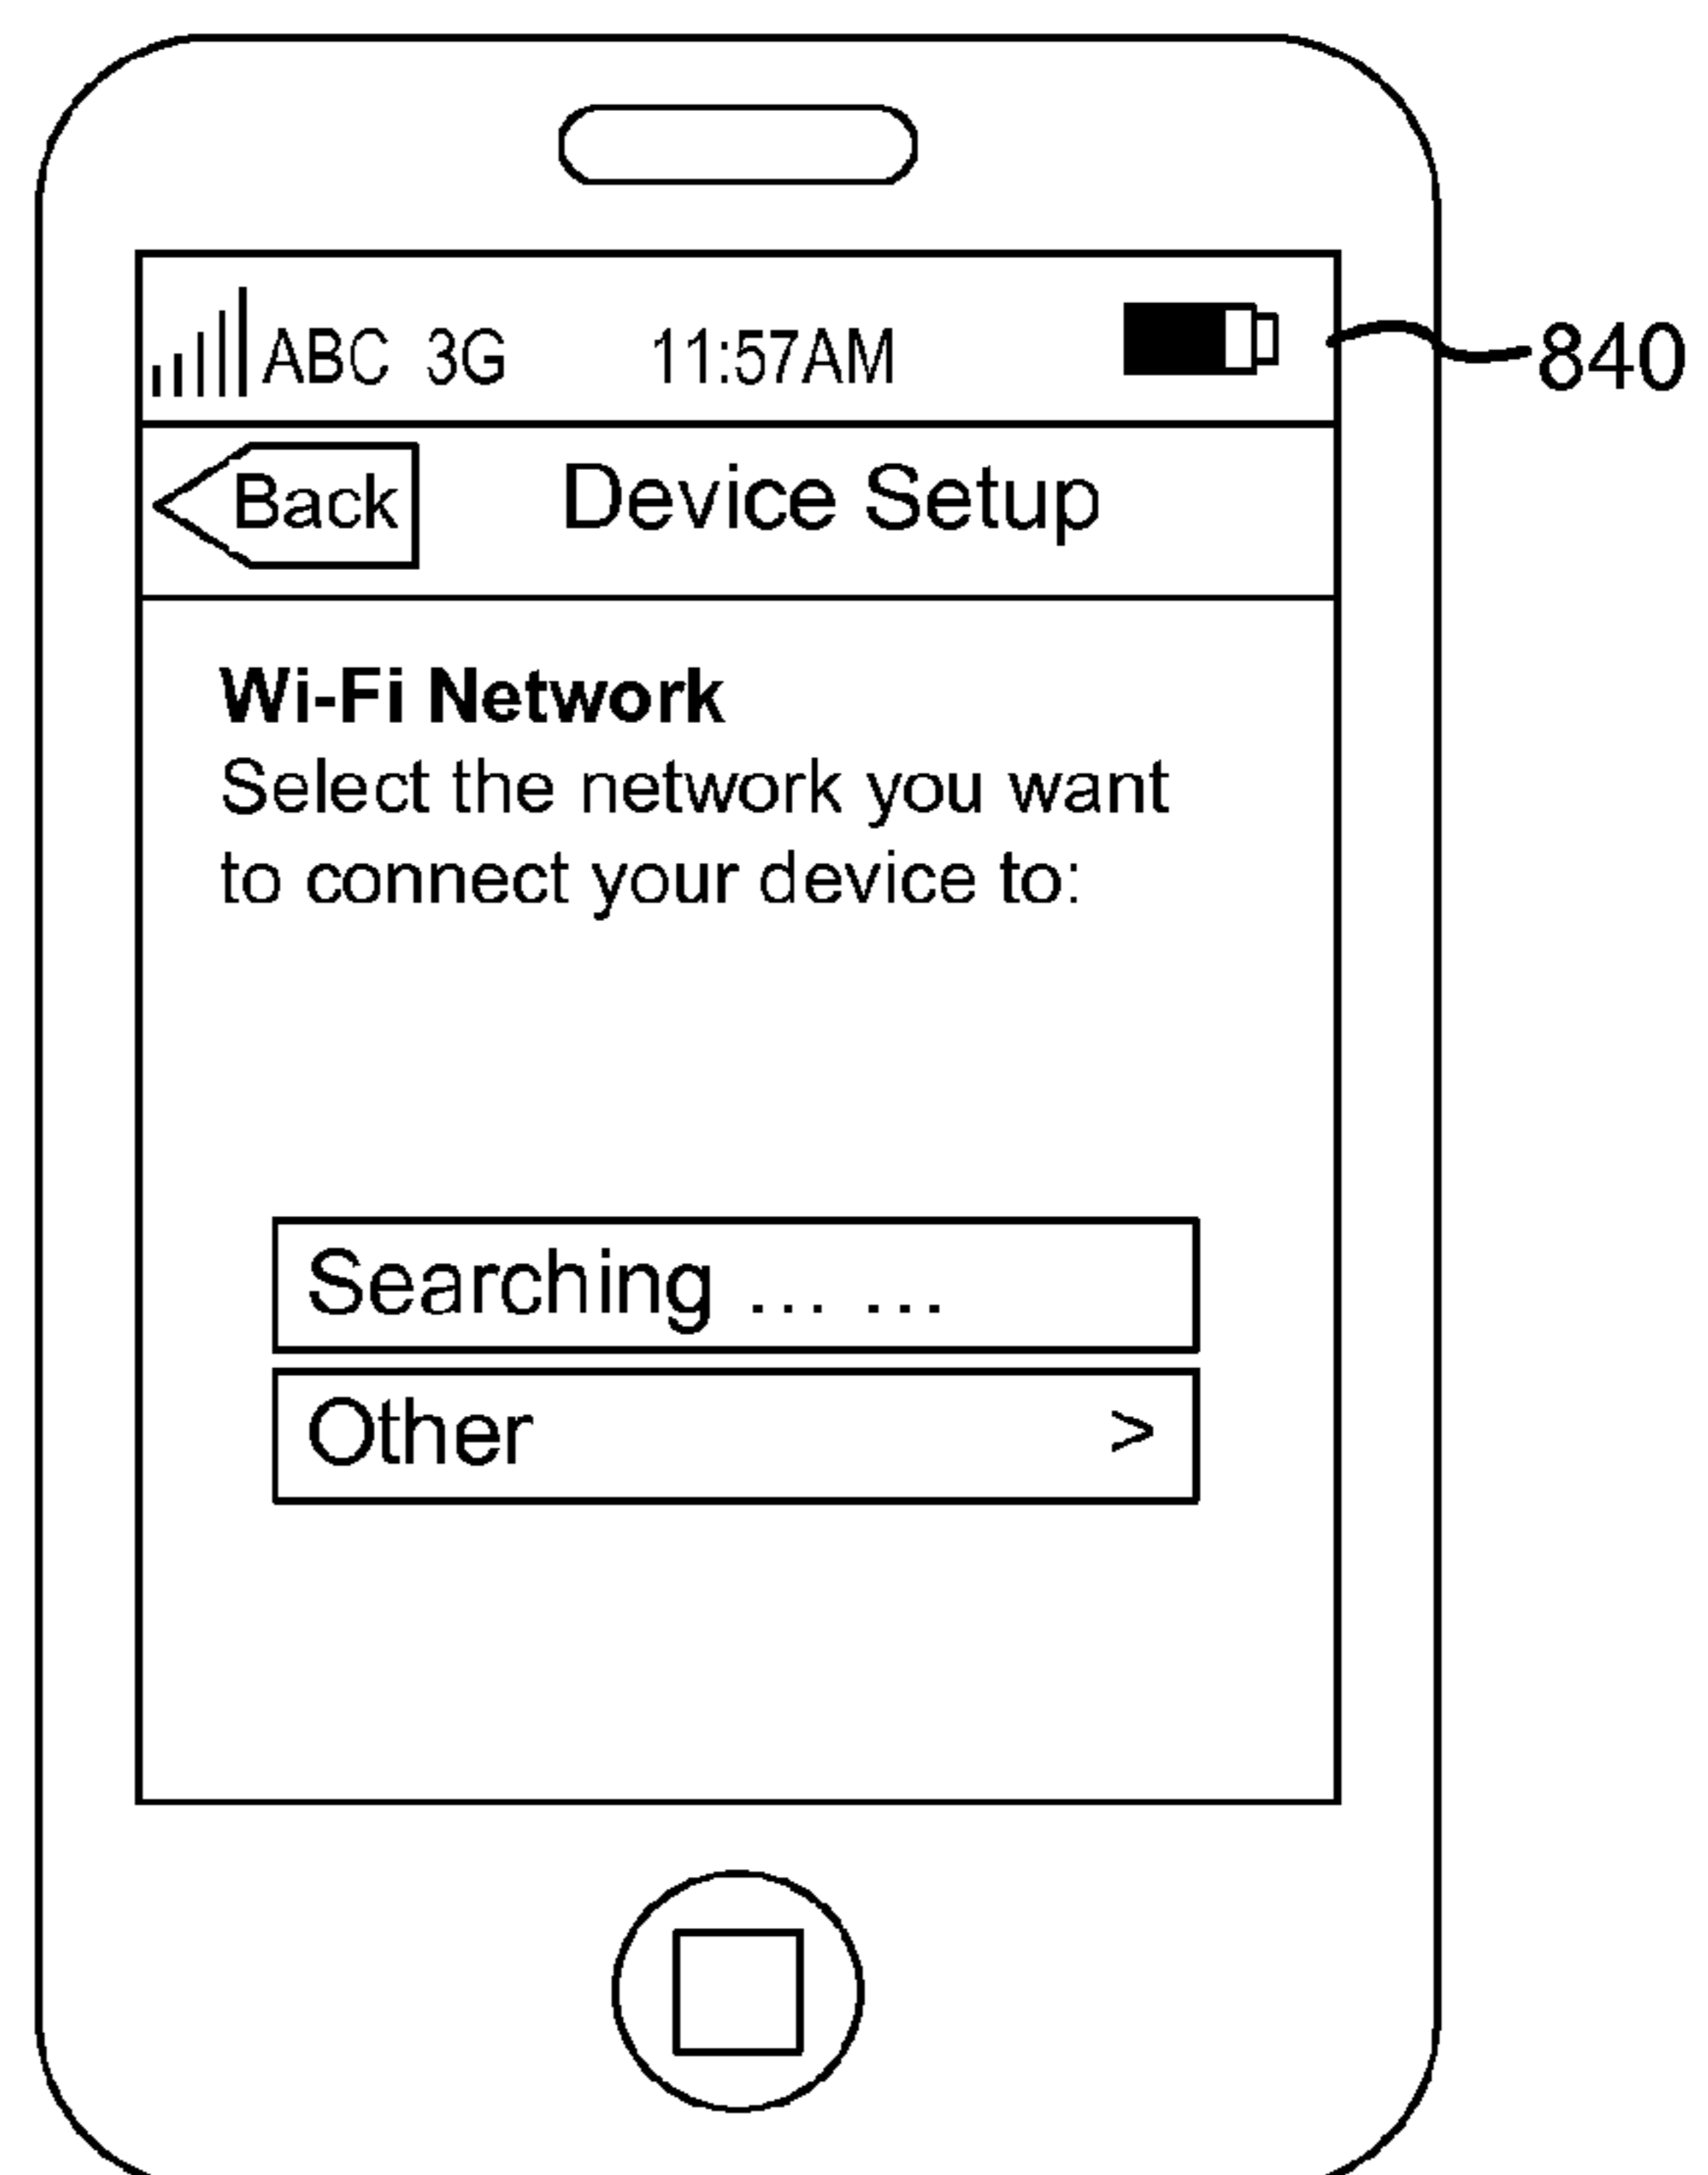 ABC 3G 11:57AM
840
Back Device Setup
Wi-Fi Network
Select the network you want
to connect your device to:
Searching ... ...
Other >